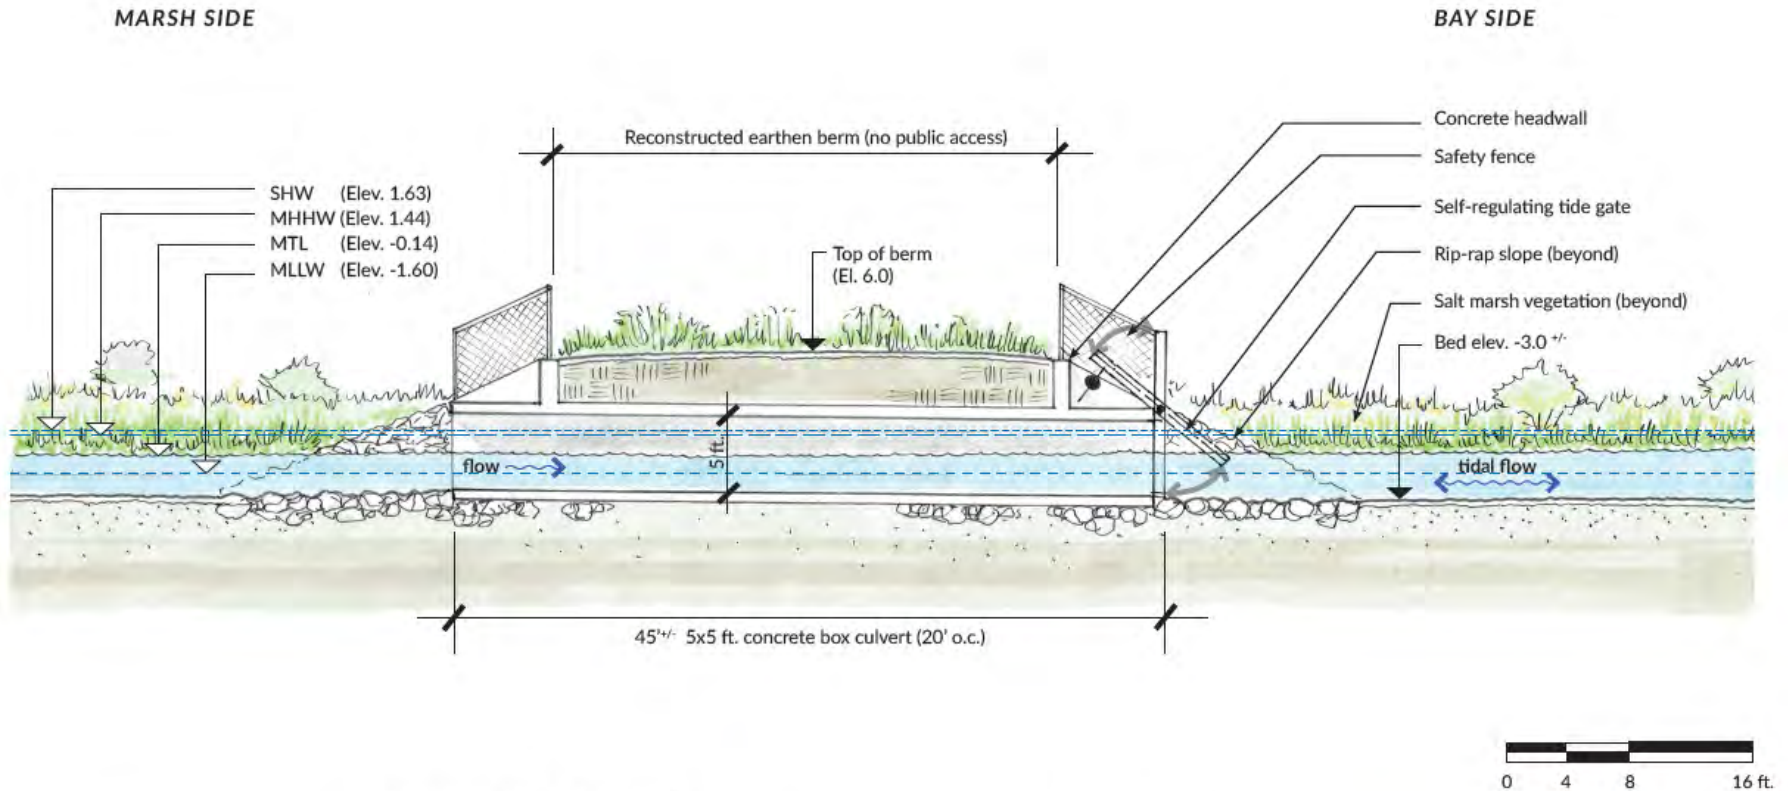 MARSH SIDE
BAY SIDE
Reconstructed earthen berm (no public access)
SHW (Elev. 1.63)
MHHW (Elev. 1.44)
MTL (Elev. -0.14)
MLLW (Elev. -1.60)
Top of berm
(El. 6.0)
Concrete headwall
Safety fence
Self-regulating tide gate
Rip-rap slope (beyond)
Salt marsh vegetation (beyond)
Bed elev. -3.0 +/-
flow
5 ft.
tidal flow
45'+/- 5x5 ft. concrete box culvert (20' o.c.)
0 4 8 16 ft.